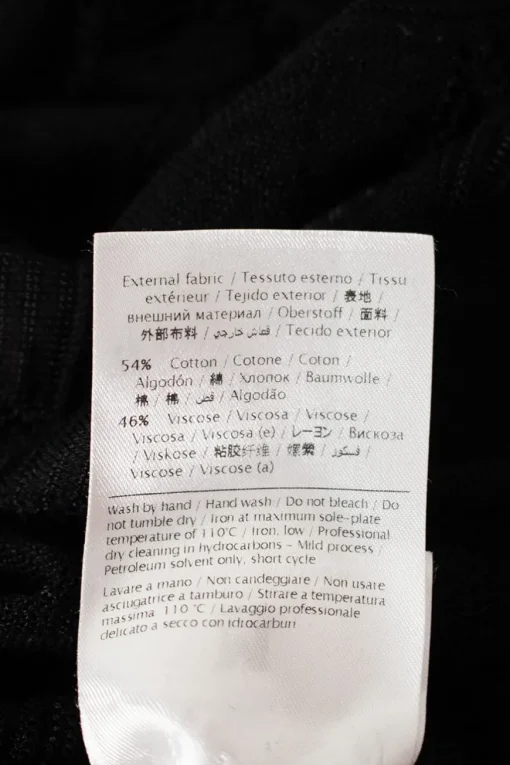 External fabric / Tessuto esterno / Tissu
extérieur / Tejido exterior / 表地 /
внешний материал / Oberstoff / 面料 /
外部布料 / قماش خارجي / Tecido exterior
54% Cotton / Cotone / Coton /
Algodón / 綿 / Хлопок / Baumwolle /
棉 / 棉 / قطن / Algodão
46% Viscose / Viscosa / Viscose /
Viscosa / Viscosa (e) / レーヨン / Вискоза
/ Viskose / 粘胶纤维 / 嫘縈 / فسكوز /
Viscose / Viscose (a)
Wash by hand / Hand wash / Do not bleach / Do
not tumble dry / Iron at maximum sole-plate
temperature of 110°C / Iron, low / Professional
dry cleaning in hydrocarbons - Mild process /
Petroleum solvent only, short cycle
Lavare a mano / Non candeggiare / Non usare
asciugatrice a tamburo / Stirare a temperatura
massima 110 °C / Lavaggio professionale
delicato a secco con idrocarburi